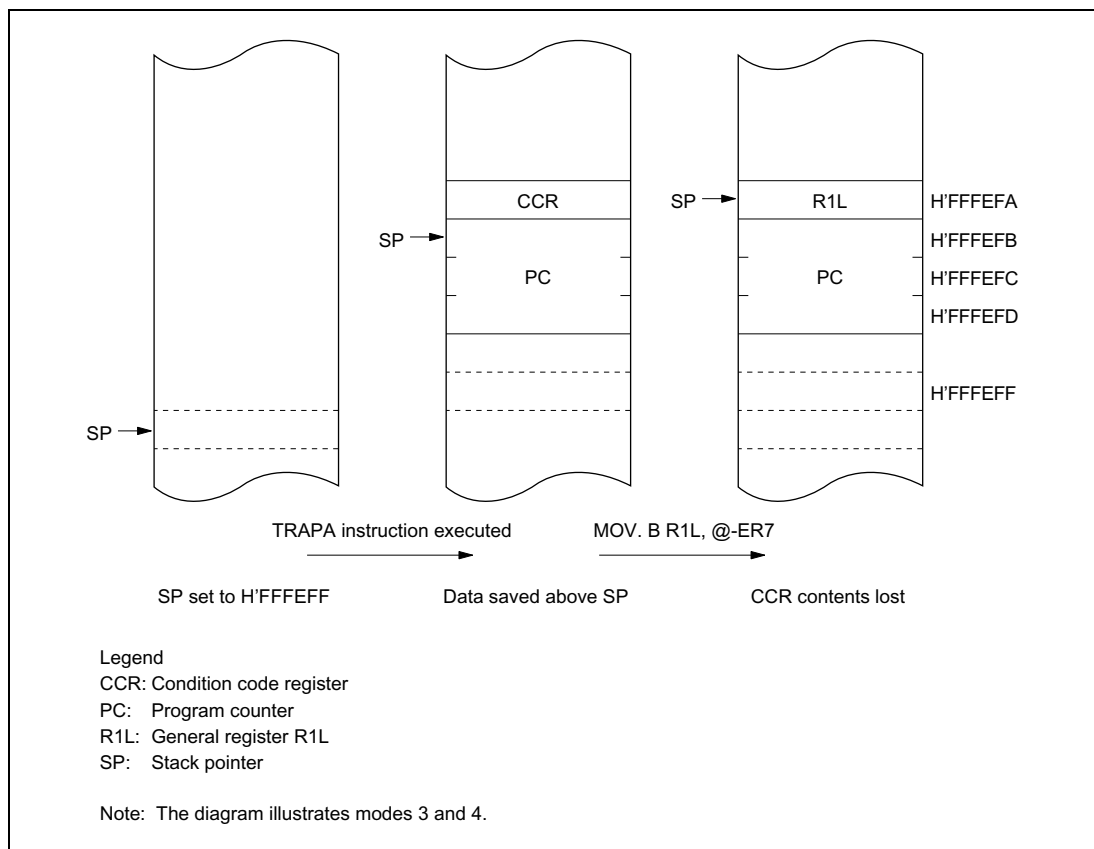 CCR
SP
R1L
H'FFFEFA
SP
H'FFFEFB
PC
PC
H'FFFEFC
H'FFFEFD
H'FFFEFF
SP
TRAPA instruction executed
MOV. B R1L, @-ER7
SP set to H'FFFEFF
Data saved above SP
CCR contents lost
Legend
CCR: Condition code register
PC: Program counter
R1L: General register R1L
SP: Stack pointer
Note: The diagram illustrates modes 3 and 4.